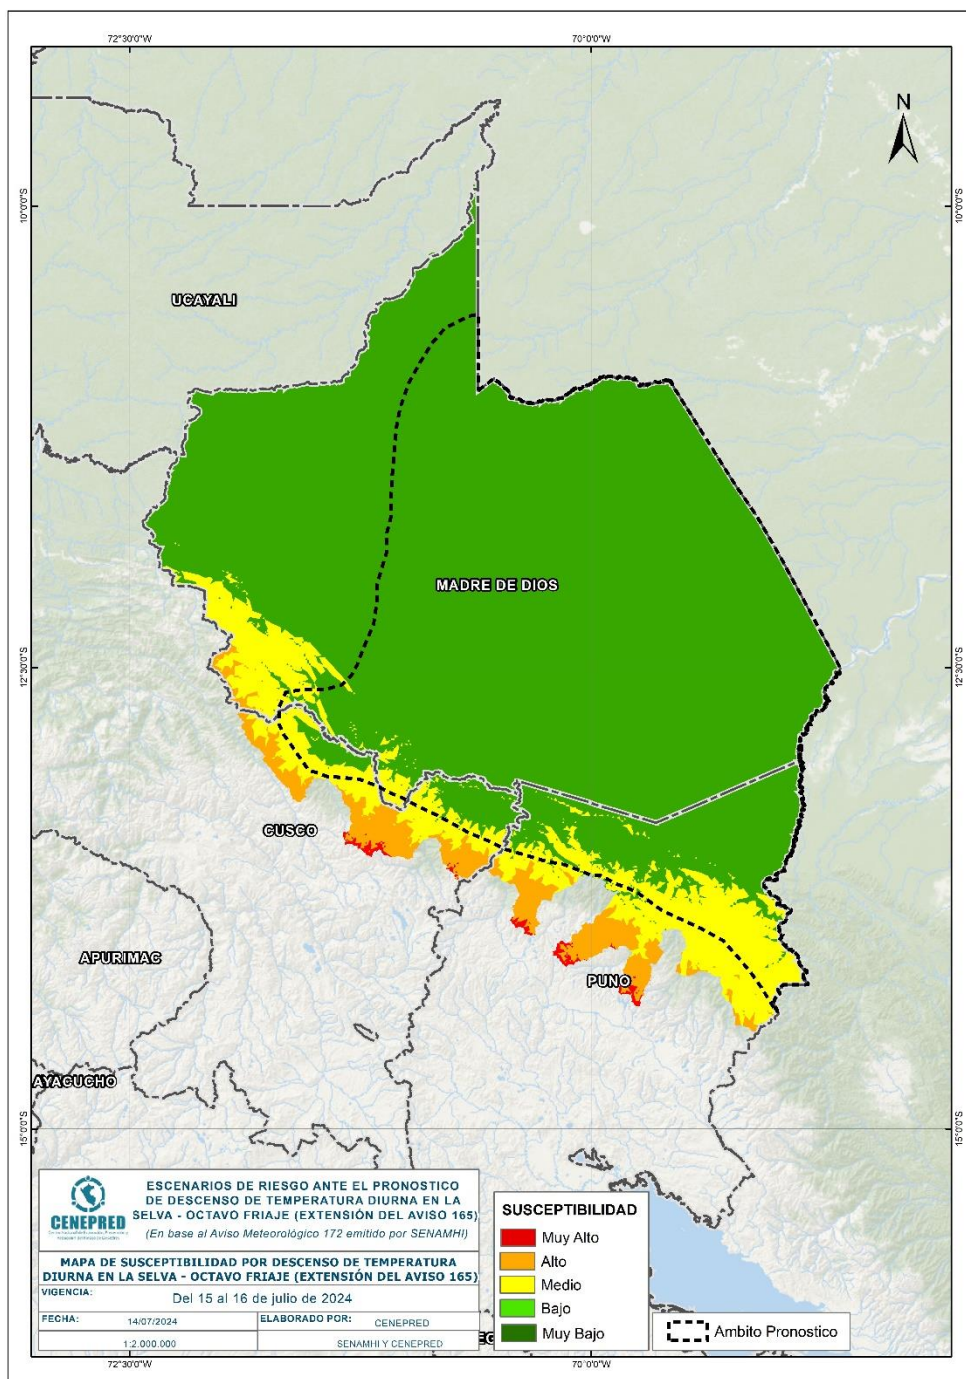 72°30'0"W
70°0'0"W
N
10°0'0"S
10°0'0"S
UCAYALI
MADRE DE DIOS
12°30'0"S
12°30'0"S
CUSCO
APURIMAC
PUNO
AYACUCHO
15°0'0"S
15°0'0"S
CENEPRED
ESCENARIOS DE RIESGO ANTE EL PRONOSTICO
DE DESCENSO DE TEMPERATURA DIURNA EN LA
SELVA - OCTAVO FRIAJE (EXTENSIÓN DEL AVISO 165)
(En base al Aviso Meteorológico 172 emitido por SENAMHI)
MAPA DE SUSCEPTIBILIDAD POR DESCENSO DE TEMPERATURA
DIURNA EN LA SELVA - OCTAVO FRIAJE (EXTENSIÓN DEL AVISO 165)
VIGENCIA:
Del 15 al 16 de julio de 2024
FECHA: 14/07/2024
ELABORADO POR: CENEPRED
1:2.000.000
SENAMHI Y CENEPRED
SUSCEPTIBILIDAD
Muy Alto
Alto
Medio
Bajo
Muy Bajo
Ambito Pronostico
72°30'0"W
70°0'0"W